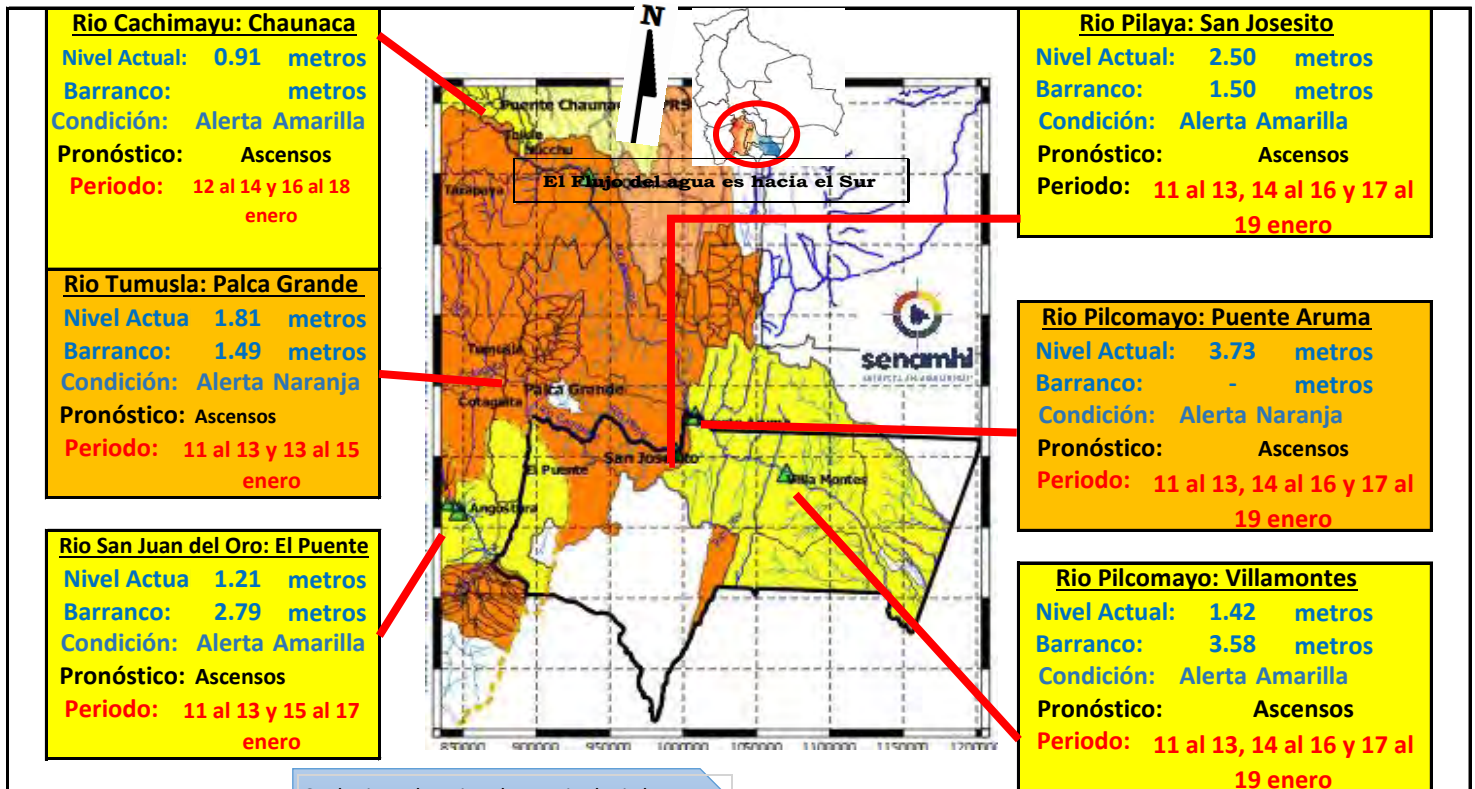 Rio Cachimayu: Chaunaca
Nivel Actual: 0.91 metros
Barranco: metros
Condición: Alerta Amarilla
Pronóstico: Ascensos
Periodo: 12 al 14 y 16 al 18
enero
Rio Tumusla: Palca Grande
Nivel Actua 1.81 metros
Barranco: 1.49 metros
Condición: Alerta Naranja
Pronóstico: Ascensos
Periodo: 11 al 13 y 13 al 15
enero
Rio San Juan del Oro: El Puente
Nivel Actua 1.21 metros
Barranco: 2.79 metros
Condición: Alerta Amarilla
Pronóstico: Ascensos
Periodo: 11 al 13 y 15 al 17
enero
N
Puente Chauna
Tarapaya
El Flujo del agua es hacia el Sur
senamhi
Tumusla
Palca Grande
Cotagaita
Aruma
San Josesito
El Puente
Villa Montes
Angostura
850000 900000 950000 1000000 1050000 1100000 1150000
Rio Pilaya: San Josesito
Nivel Actual: 2.50 metros
Barranco: 1.50 metros
Condición: Alerta Amarilla
Pronóstico: Ascensos
Periodo: 11 al 13, 14 al 16 y 17 al
19 enero
Rio Pilcomayo: Puente Aruma
Nivel Actual: 3.73 metros
Barranco: - metros
Condición: Alerta Naranja
Pronóstico: Ascensos
Periodo: 11 al 13, 14 al 16 y 17 al
19 enero
Rio Pilcomayo: Villamontes
Nivel Actual: 1.42 metros
Barranco: 3.58 metros
Condición: Alerta Amarilla
Pronóstico: Ascensos
Periodo: 11 al 13, 14 al 16 y 17 al
19 enero